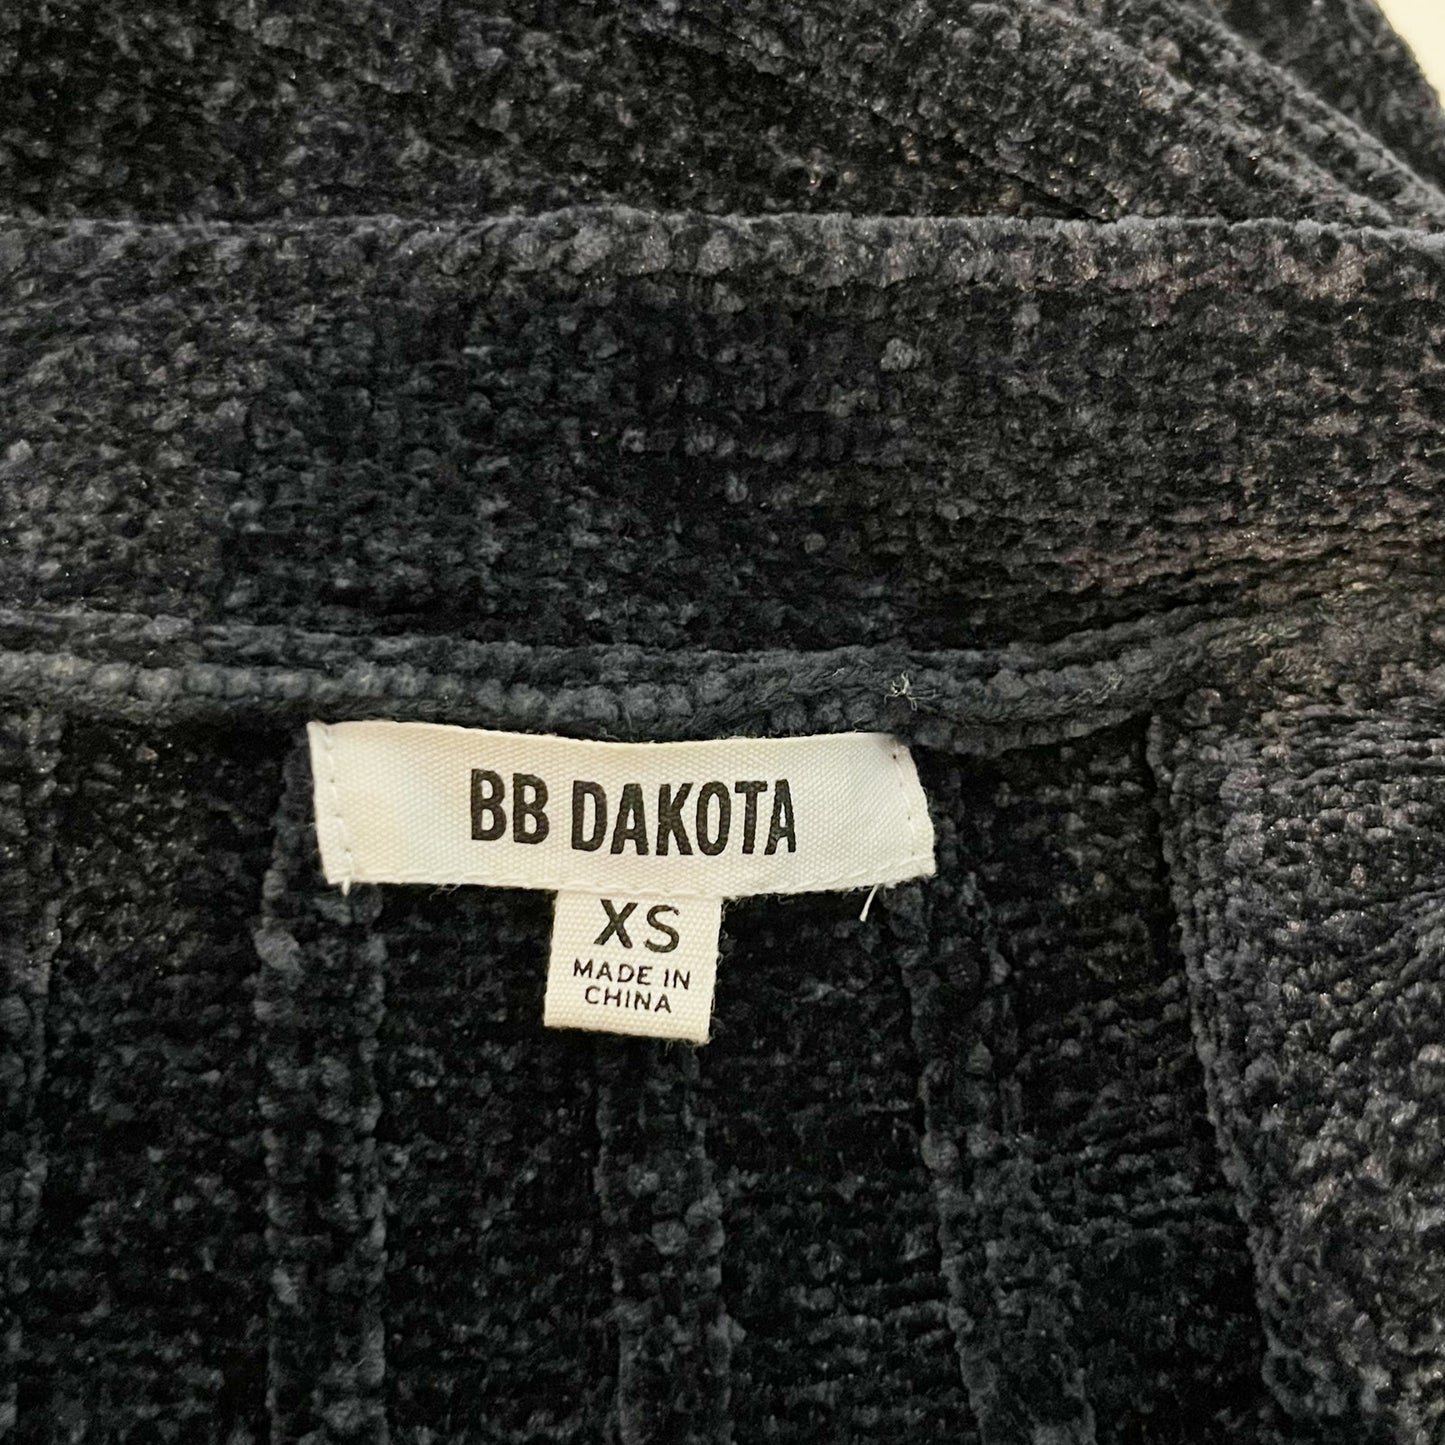 BB DAKOTA
XS
MADE IN
CHINA